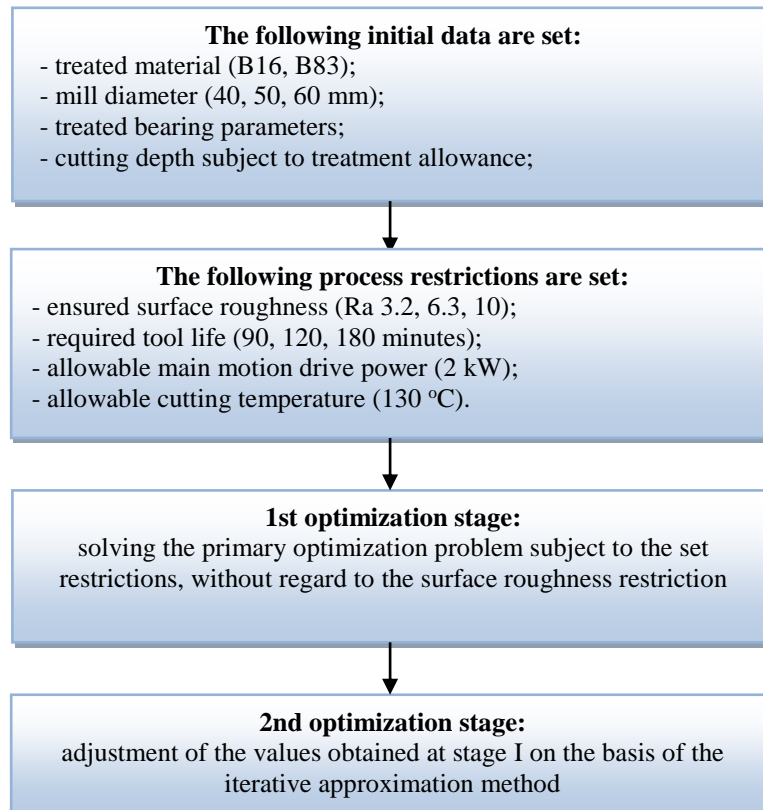 The following initial data are set:
- treated material (B16, B83);
- mill diameter (40, 50, 60 mm);
- treated bearing parameters;
- cutting depth subject to treatment allowance;
The following process restrictions are set:
- ensured surface roughness (Ra 3.2, 6.3, 10);
- required tool life (90, 120, 180 minutes);
- allowable main motion drive power (2 kW);
- allowable cutting temperature (130 °C).
1st optimization stage:
solving the primary optimization problem subject to the set
restrictions, without regard to the surface roughness restriction
2nd optimization stage:
adjustment of the values obtained at stage I on the basis of the
iterative approximation method